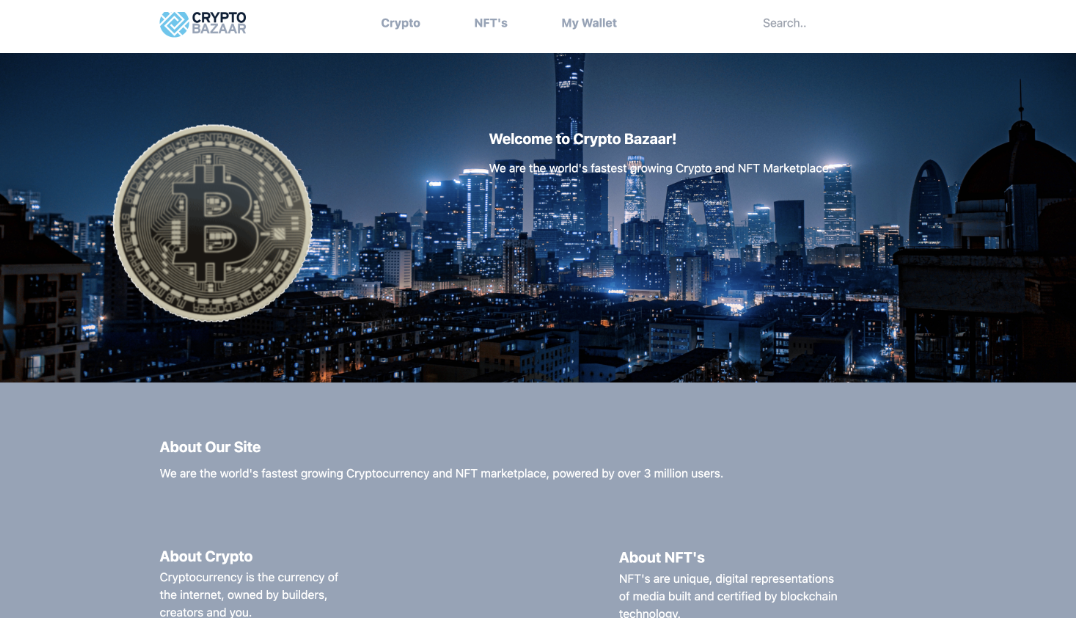 CRYPTO
BAZAAR
Crypto
NFT's
My Wallet
Search..
DECENTRALIZED
Welcome to Crypto Bazaar!
We are the world's fastest growing Crypto and NFT Marketplace.
About Our Site
We are the world's fastest growing Cryptocurrency and NFT marketplace, powered by over 3 million users.
About Crypto
Cryptocurrency is the currency of
the internet, owned by builders,
creators and you.
About NFT's
NFT's are unique, digital representations
of media built and certified by blockchain
technology.